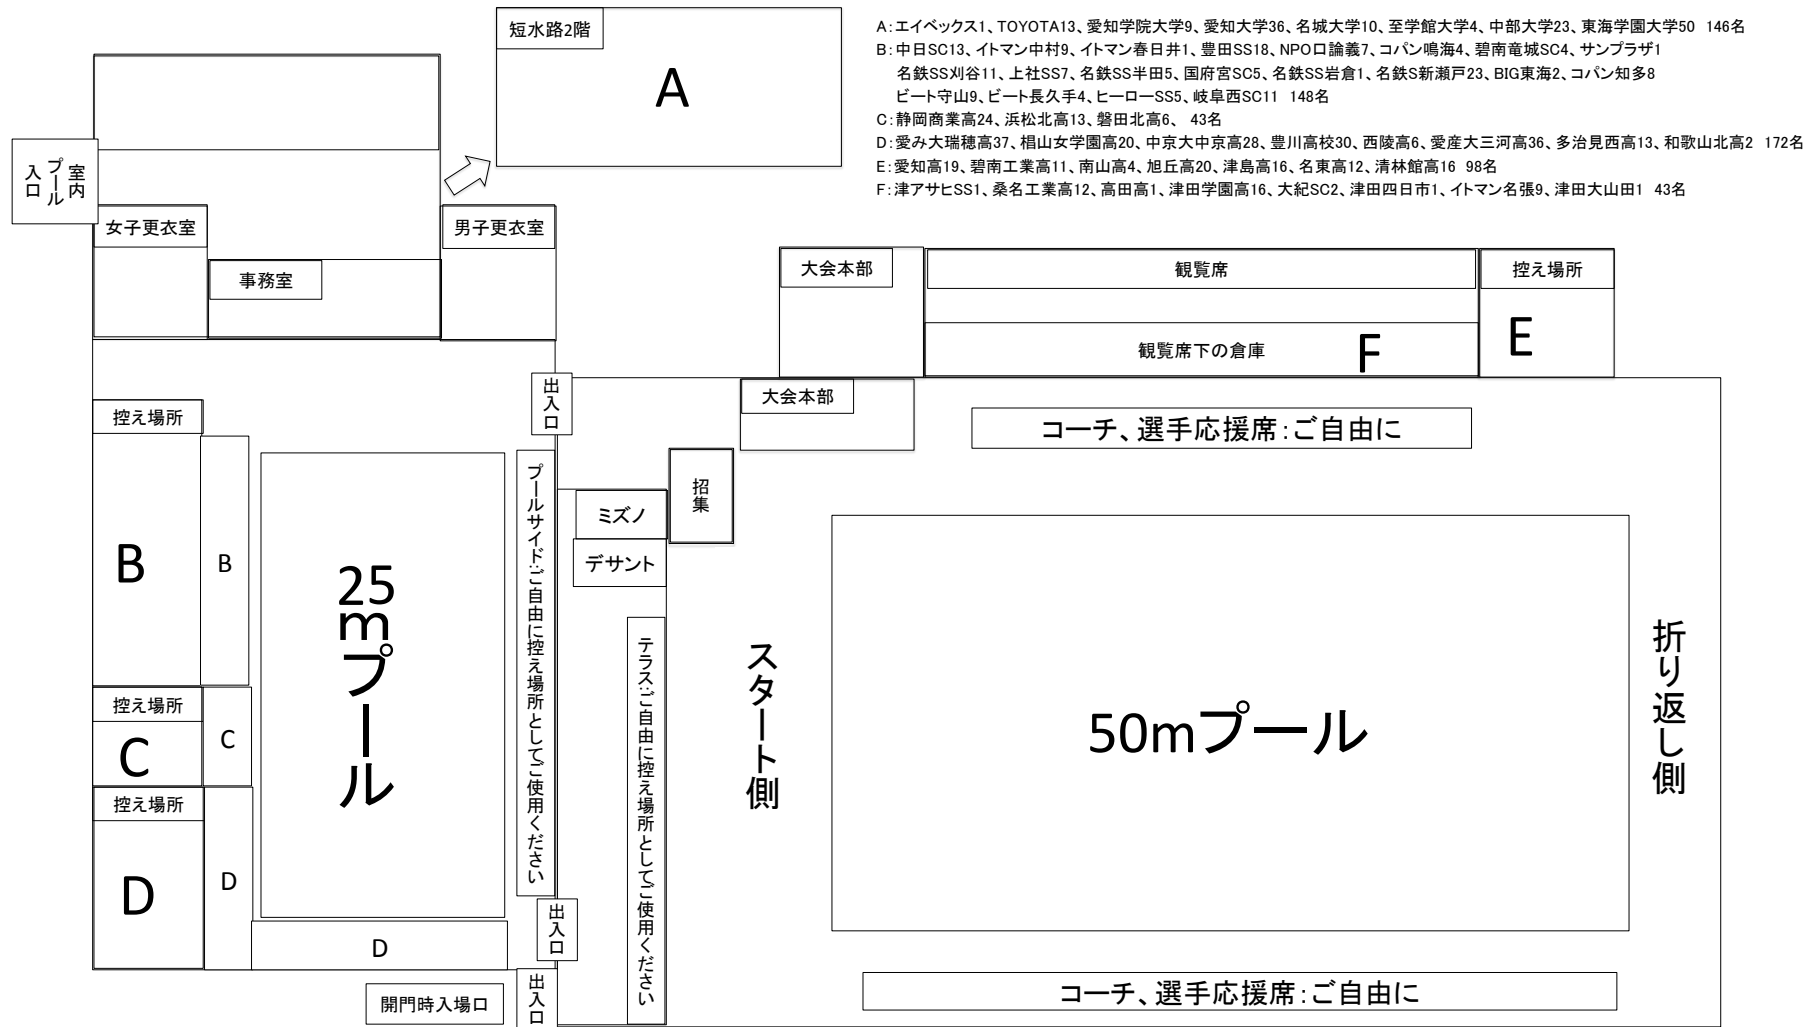 短水路2階
A
A:エイベックス1、TOYOTA13、愛知学院大学9、愛知大学36、名城大学10、至学館大学4、中部大学23、東海学園大学50 146名
B:中日SC13、イトマン中村9、イトマン春日井1、豊田SS18、NPO口論義7、コパン鳴海4、碧南竜城SC4、サンプラザ1
名鉄SS刈谷11、上社SS7、名鉄SS半田5、国府宮SC5、名鉄SS岩倉1、名鉄S新瀬戸23、BIG東海2、コパン知多8
ビート守山9、ビート長久手4、ヒーローSS5、岐阜西SC11 148名
C:静岡商業高24、浜松北高13、磐田北高6、 43名
D:愛み大瑞穂高37、椙山女学園高20、中京大中京高28、豊川高校30、西陵高6、愛産大三河高36、多治見西高13、和歌山北高2 172名
E:愛知高19、碧南工業高11、南山高4、旭丘高20、津島高16、名東高12、清林館高16 98名
F:津アサヒSS1、桑名工業高12、高田高1、津田学園高16、大紀SC2、津田四日市1、イトマン名張9、津田大山田1 43名
室内
プール
入口
女子更衣室
男子更衣室
事務室
大会本部
観覧席
控え場所
観覧席下の倉庫
F
E
出入口
大会本部
コーチ、選手応援席:ご自由に
控え場所
B
B
25mプール
プールサイド:ご自由に控え場所としてご使用ください
ミズノ
デサント
招集
テラス:ご自由に控え場所としてご使用ください
スタート側
50mプール
折り返し側
控え場所
C
C
控え場所
D
D
D
出入口
開門時入場口
出入口
コーチ、選手応援席:ご自由に